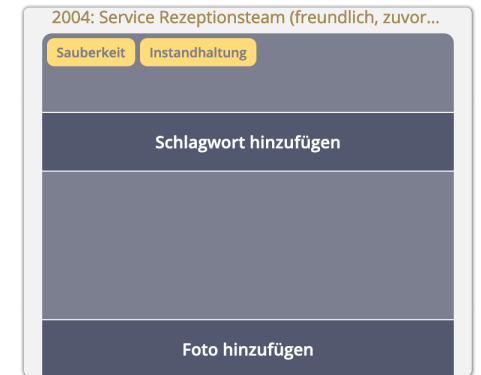 2004: Service Rezeptionsteam (freundlich, zuvor...
Sauberkeit Instandhaltung
Schlagwort hinzufügen
Foto hinzufügen